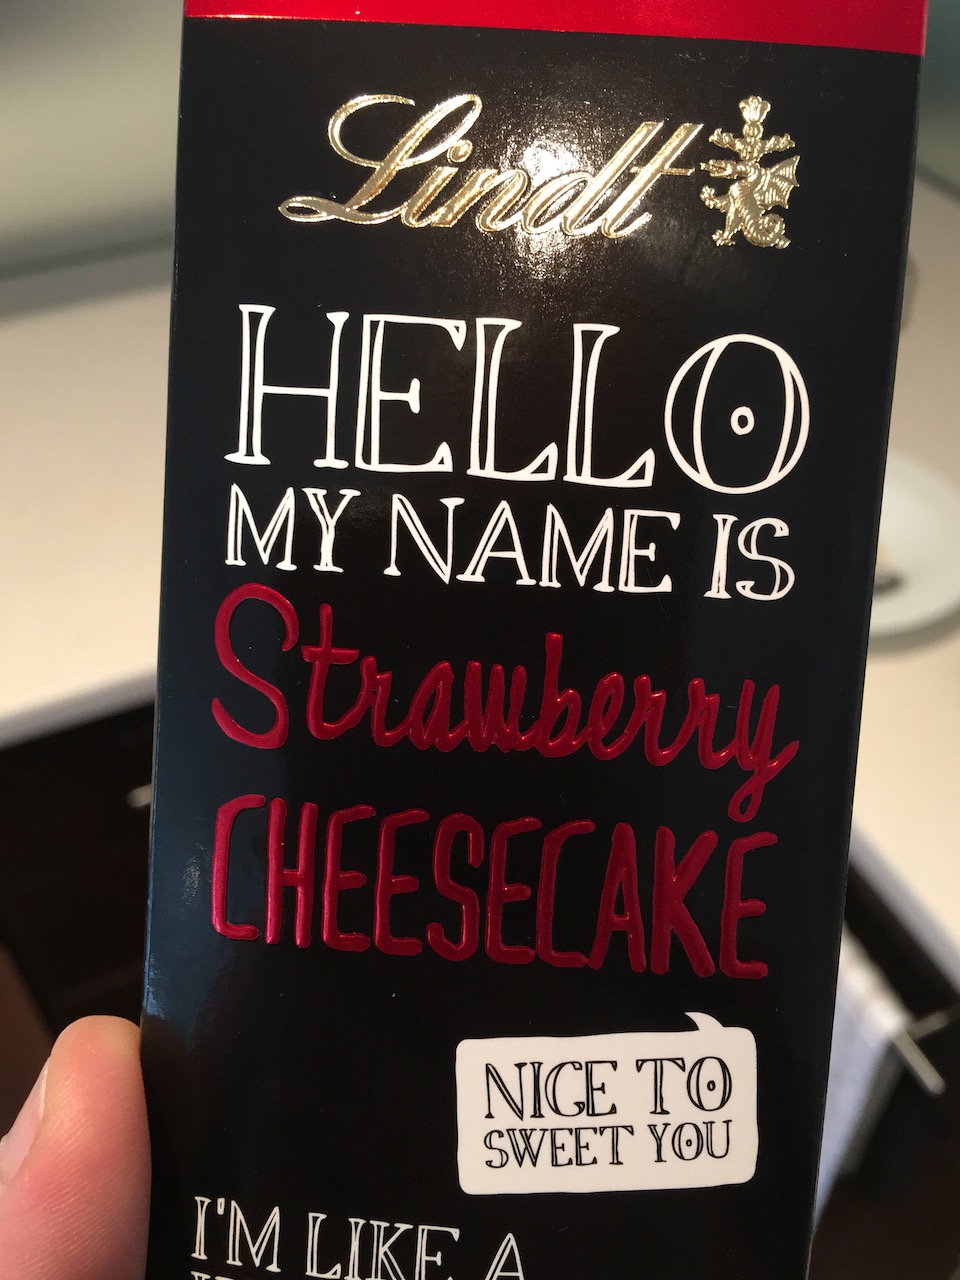 Lindt
HELLO
MY NAME IS
Strawberry
CHEESECAKE
NICE TO
SWEET YOU
I'M LIKE A